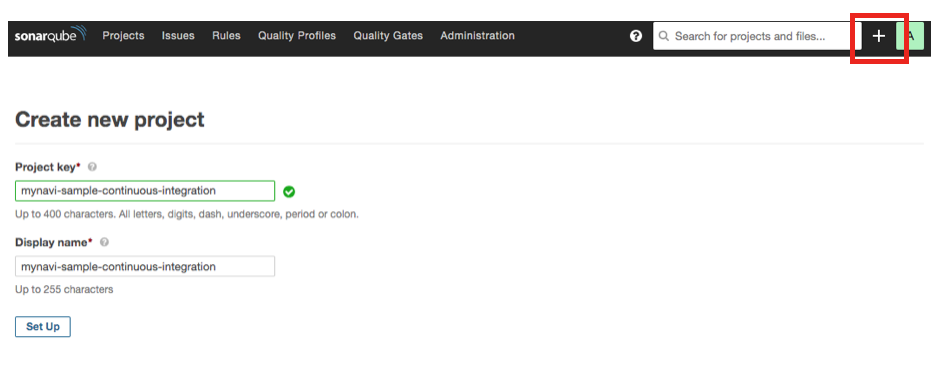 sonarqube Projects Issues Rules Quality Profiles Quality Gates Administration ? Search for projects and files... + A
Create new project
Project key* ?
mynavi-sample-continuous-integration
Up to 400 characters. All letters, digits, dash, underscore, period or colon.
Display name* ?
mynavi-sample-continuous-integration
Up to 255 characters
Set Up